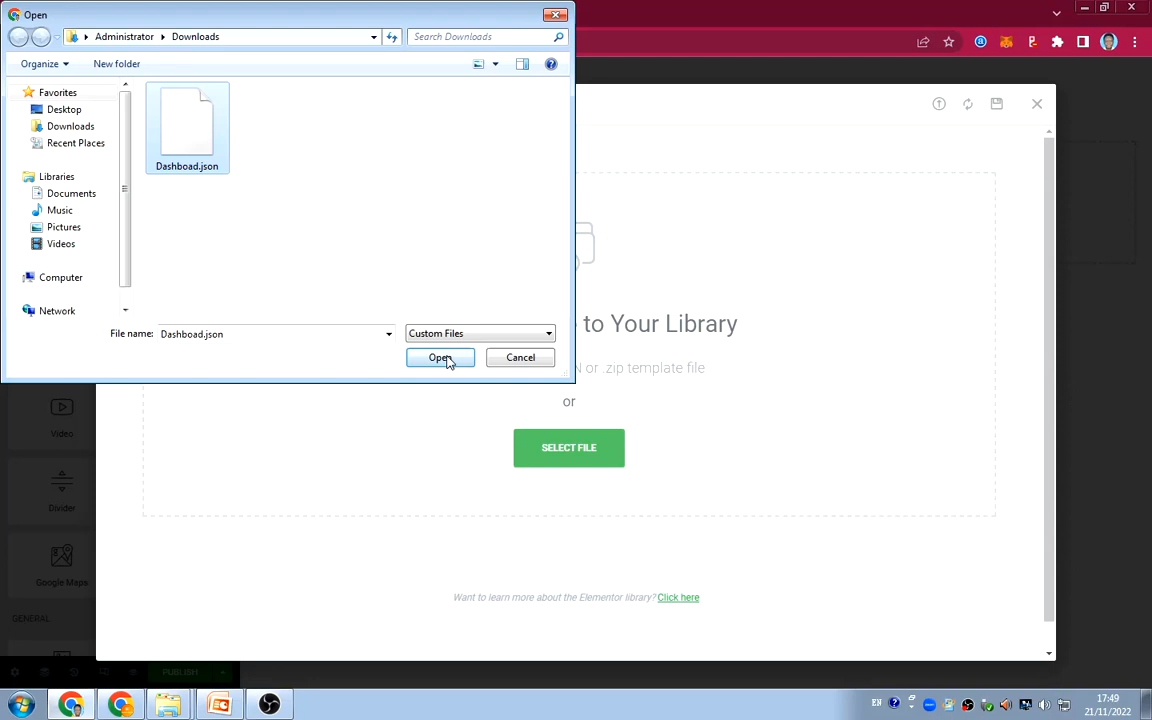 Open
Administrator
Downloads
Search Downloads
Organize
New folder
Favorites
Desktop
Downloads
Recent Places
Libraries
Documents
Music
Pictures
Videos
Computer
Network
Dashboad.json
File name:
Dashboad.json
Custom Files
Open
Cancel
to Your Library
or .zip template file
or
SELECT FILE
Want to learn more about the Elementor library? Click here
Video
Divider
Google Maps
GENERAL
PUBLISH
EN
17:49
21/11/2022